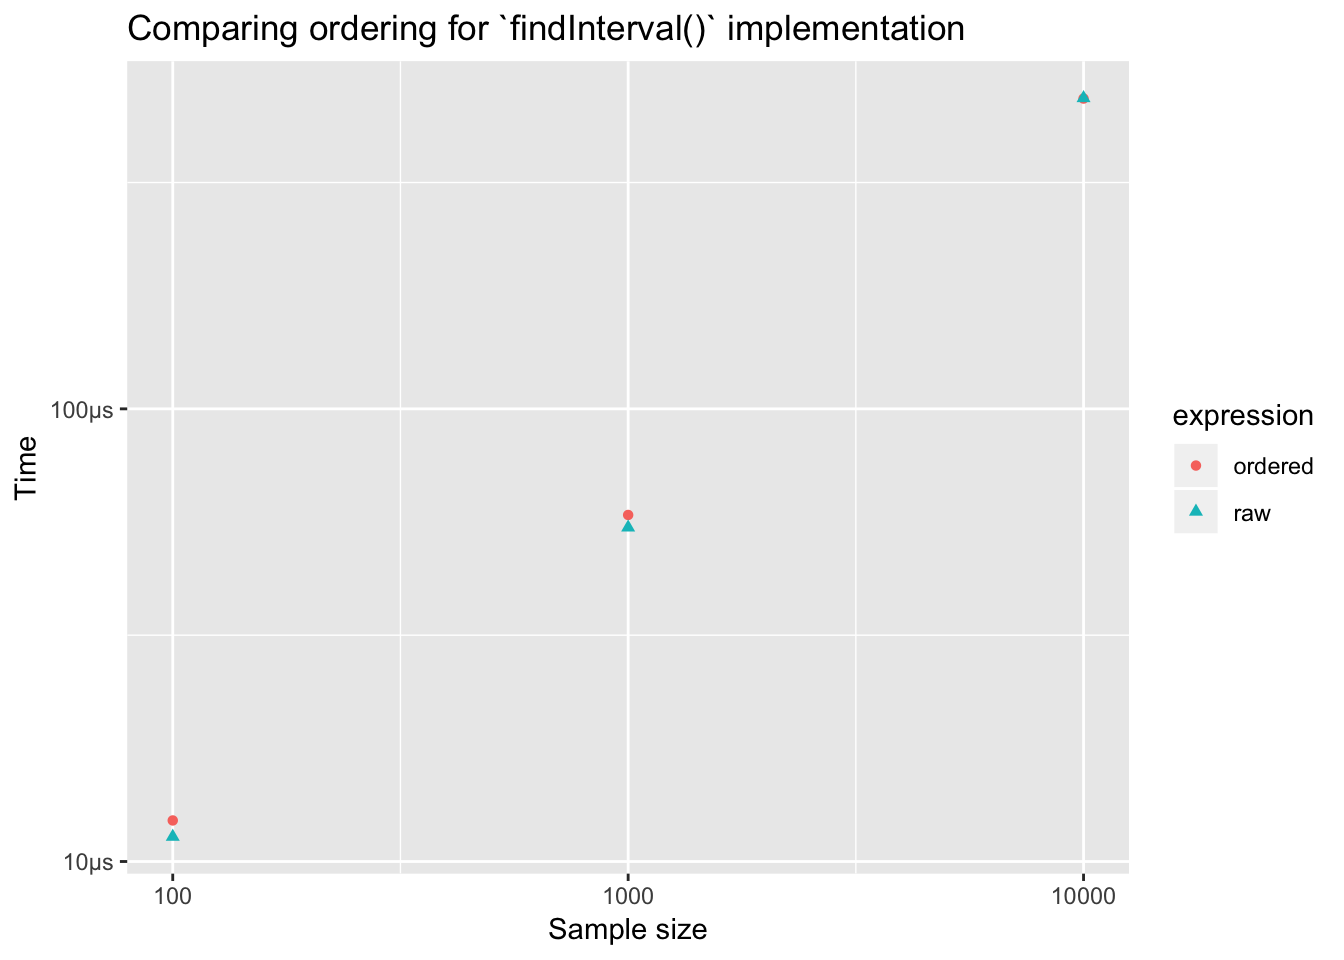 Comparing ordering for `findInterval()` implementation
100µs
10µs
Time
100
1000
10000
Sample size
expression
ordered
raw